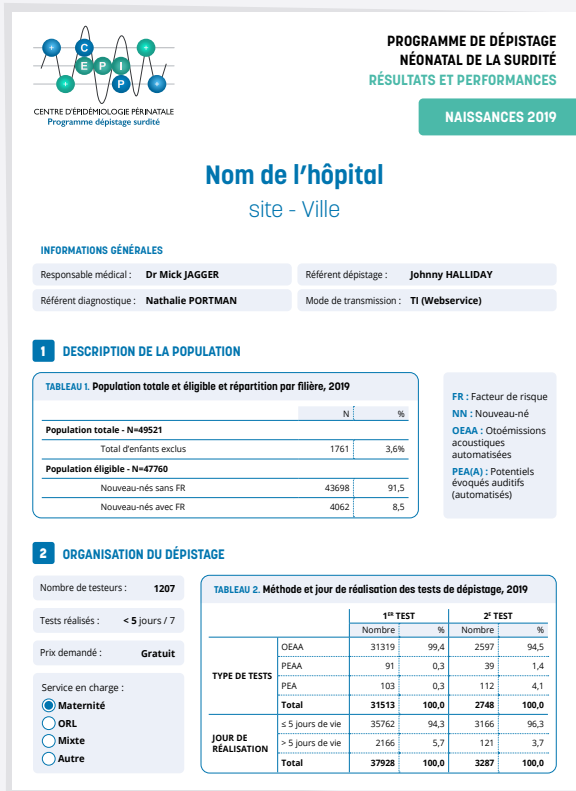 C
E P I
P
CENTRE D'ÉPIDÉMIOLOGIE PÉRINATALE
Programme dépistage surdité
PROGRAMME DE DÉPISTAGE
NÉONATAL DE LA SURDITÉ
RÉSULTATS ET PERFORMANCES
NAISSANCES 2019
Nom de l'hôpital
site - Ville
INFORMATIONS GÉNÉRALES
Responsable médical : Dr Mick JAGGER
Référent dépistage : Johnny HALLIDAY
Référent diagnostique : Nathalie PORTMAN
Mode de transmission : TI (Webservice)
1 DESCRIPTION DE LA POPULATION
TABLEAU 1. Population totale et éligible et répartition par filière, 2019
N %
Population totale - N=49521
Total d'enfants exclus 1761 3,6%
Population éligible - N=47760
Nouveau-nés sans FR 43698 91,5
Nouveau-nés avec FR 4062 8,5
FR : Facteur de risque
NN : Nouveau-né
OEAA : Otoémissions
acoustiques
automatisées
PEA(A) : Potentiels
évoqués auditifs
(automatisés)
2 ORGANISATION DU DÉPISTAGE
Nombre de testeurs : 1207
Tests réalisés : < 5 jours / 7
Prix demandé : Gratuit
Service en charge :
Maternité
ORL
Mixte
Autre
TABLEAU 2. Méthode et jour de réalisation des tests de dépistage, 2019
1ER TEST 2E TEST
Nombre % Nombre %
TYPE DE TESTS
OEAA 31319 99,4 2597 94,5
PEAA 91 0,3 39 1,4
PEA 103 0,3 112 4,1
Total 31513 100,0 2748 100,0
JOUR DE
RÉALISATION
≤ 5 jours de vie 35762 94,3 3166 96,3
> 5 jours de vie 2166 5,7 121 3,7
Total 37928 100,0 3287 100,0